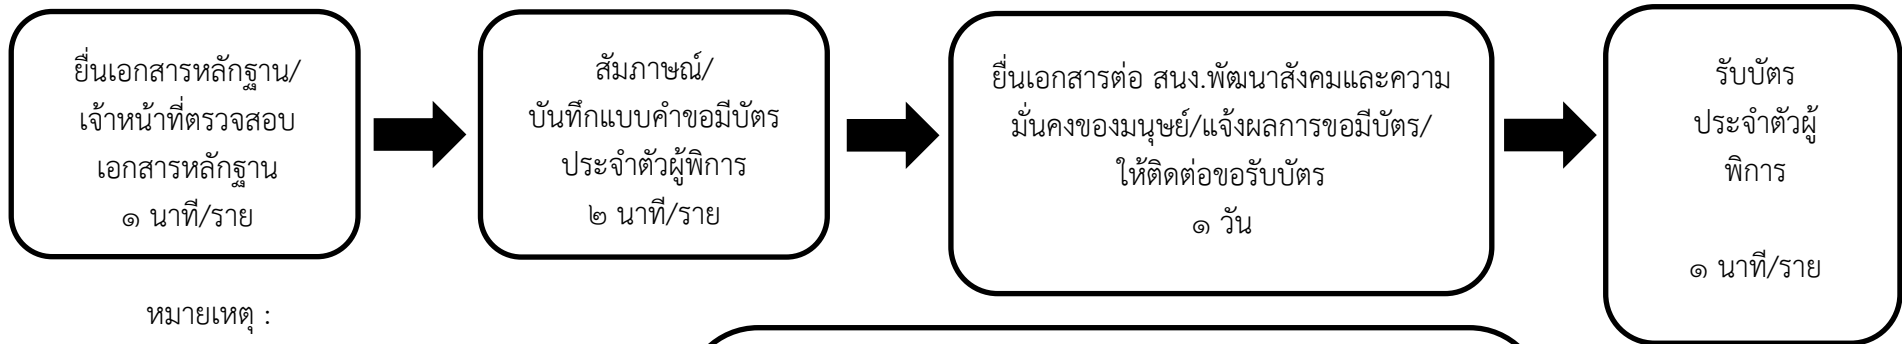 ยื่นเอกสารหลักฐาน/
เจ้าหน้าที่ตรวจสอบ
เอกสารหลักฐาน
๑ นาที/ราย
สัมภาษณ์/
บันทึกแบบคำขอมีบัตร
ประจำตัวผู้พิการ
๒ นาที/ราย
ยื่นเอกสารต่อ สนง.พัฒนาสังคมและความ
มั่นคงของมนุษย์/แจ้งผลการขอมีบัตร/
ให้ติดต่อขอรับบัตร
๑ วัน
รับบัตร
ประจำตัวผู้
พิการ
๑ นาที/ราย
หมายเหตุ :